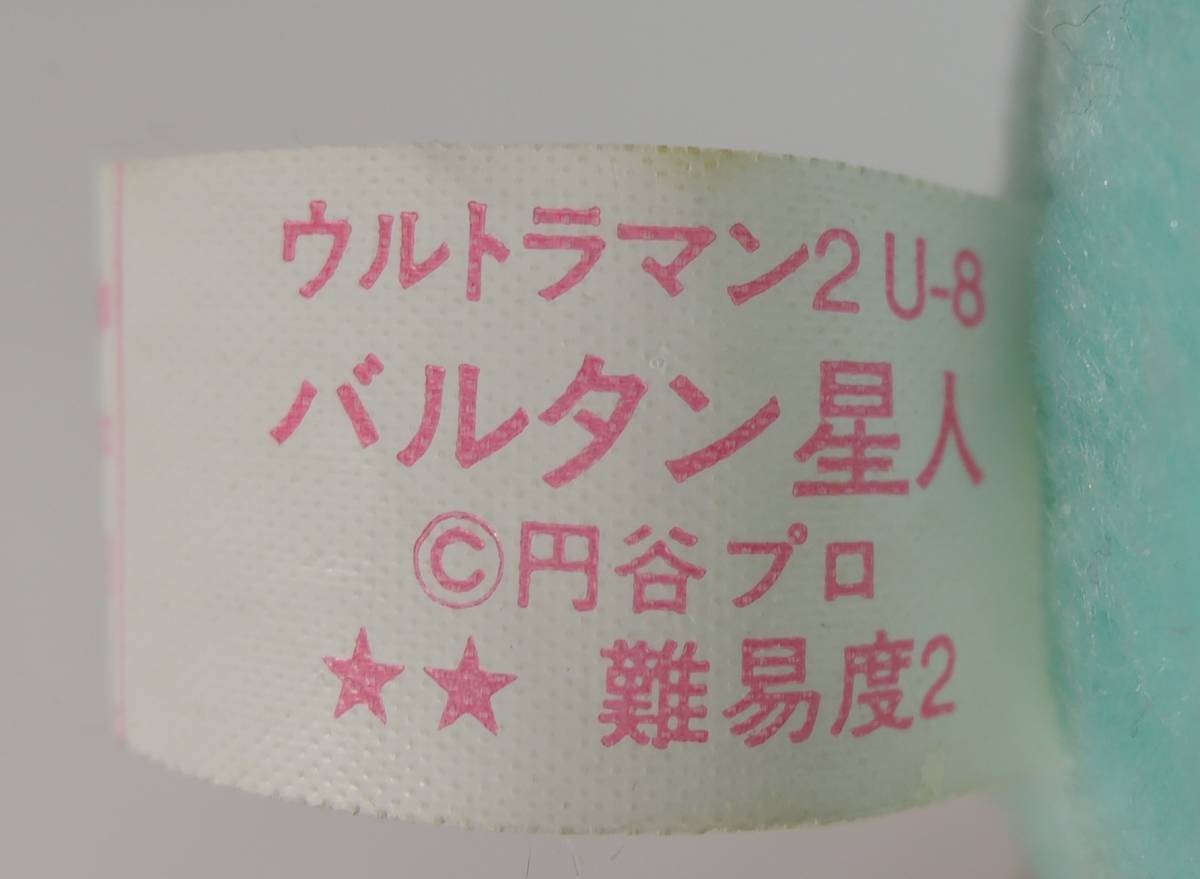 ウルトラマン2 U-8
バルタン星人
©円谷プロ
★★ 難易度2